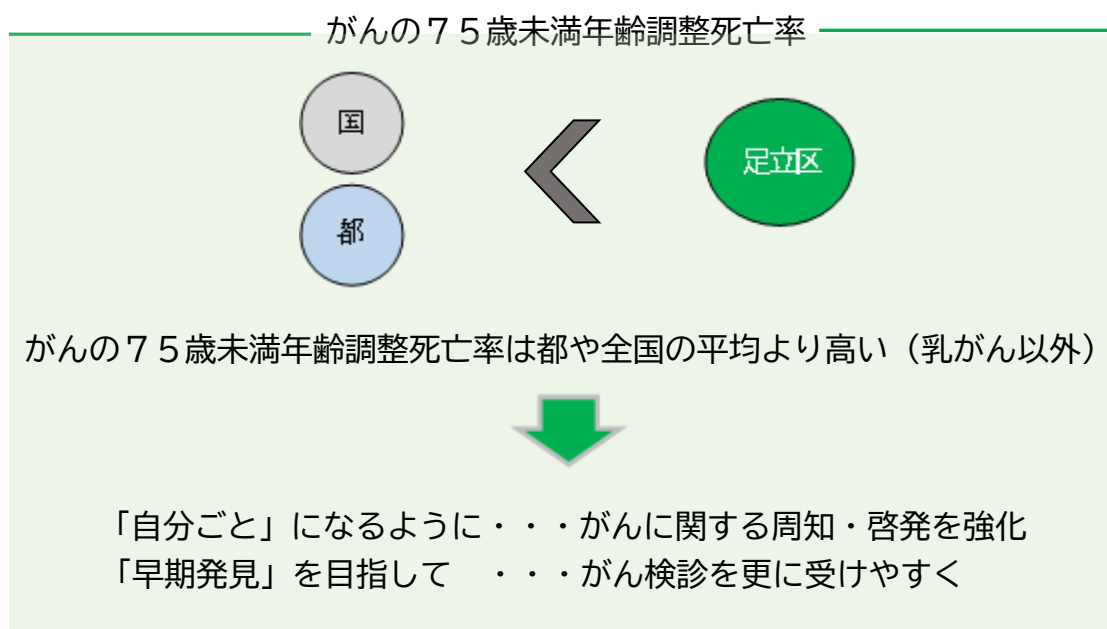 がんの７５歳未満年齢調整死亡率
国
都
足立区
がんの７５歳未満年齢調整死亡率は都や全国の平均より高い（乳がん以外）
「自分ごと」になるように・・・がんに関する周知・啓発を強化
「早期発見」を目指して　・・・がん検診を更に受けやすく